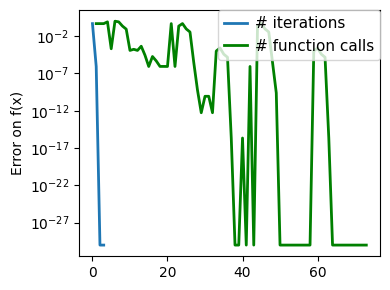 # iterations
# function calls
Error on f(x)
10⁻²
10⁻⁷
10⁻¹²
10⁻¹⁷
10⁻²²
10⁻²⁷
0 20 40 60